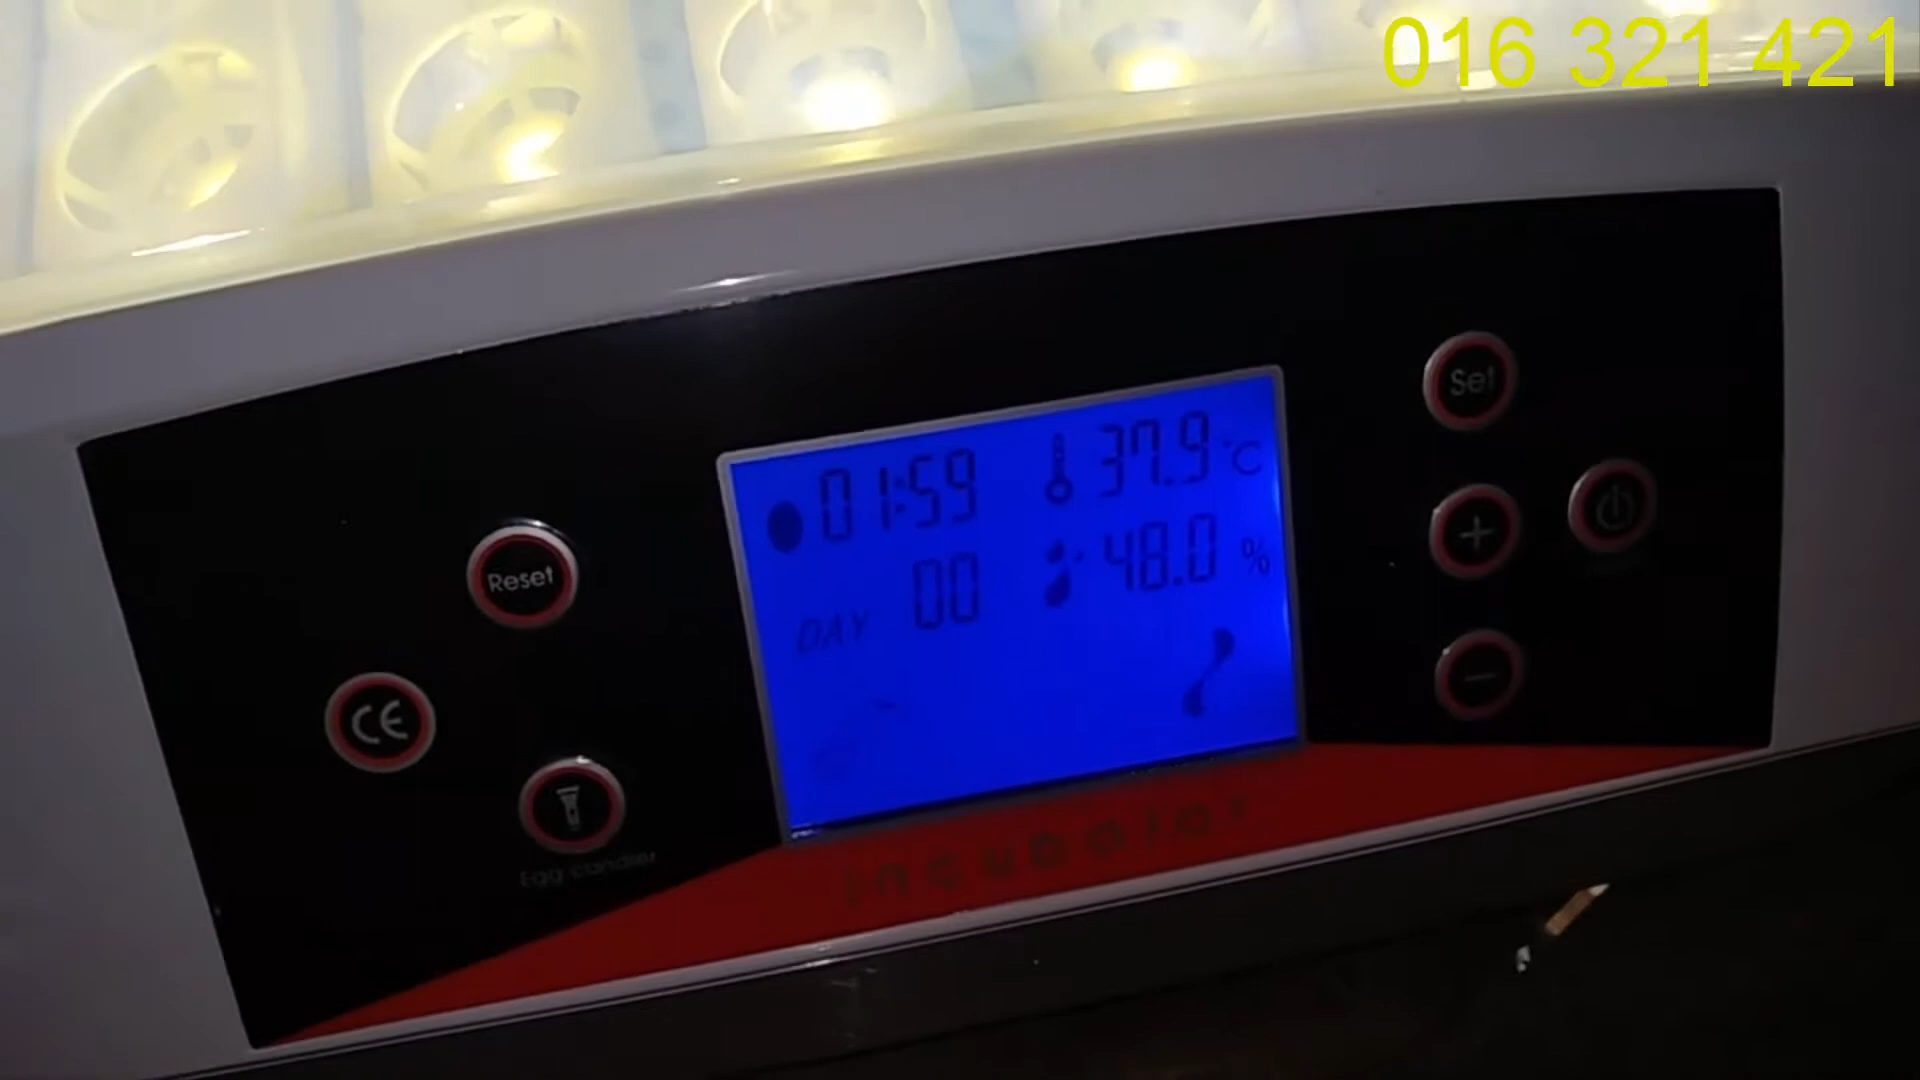 016 321 421
Set
01:59 37.9 °C
Reset
00 48.0 %
DAY
CE
Egg candler
incubator